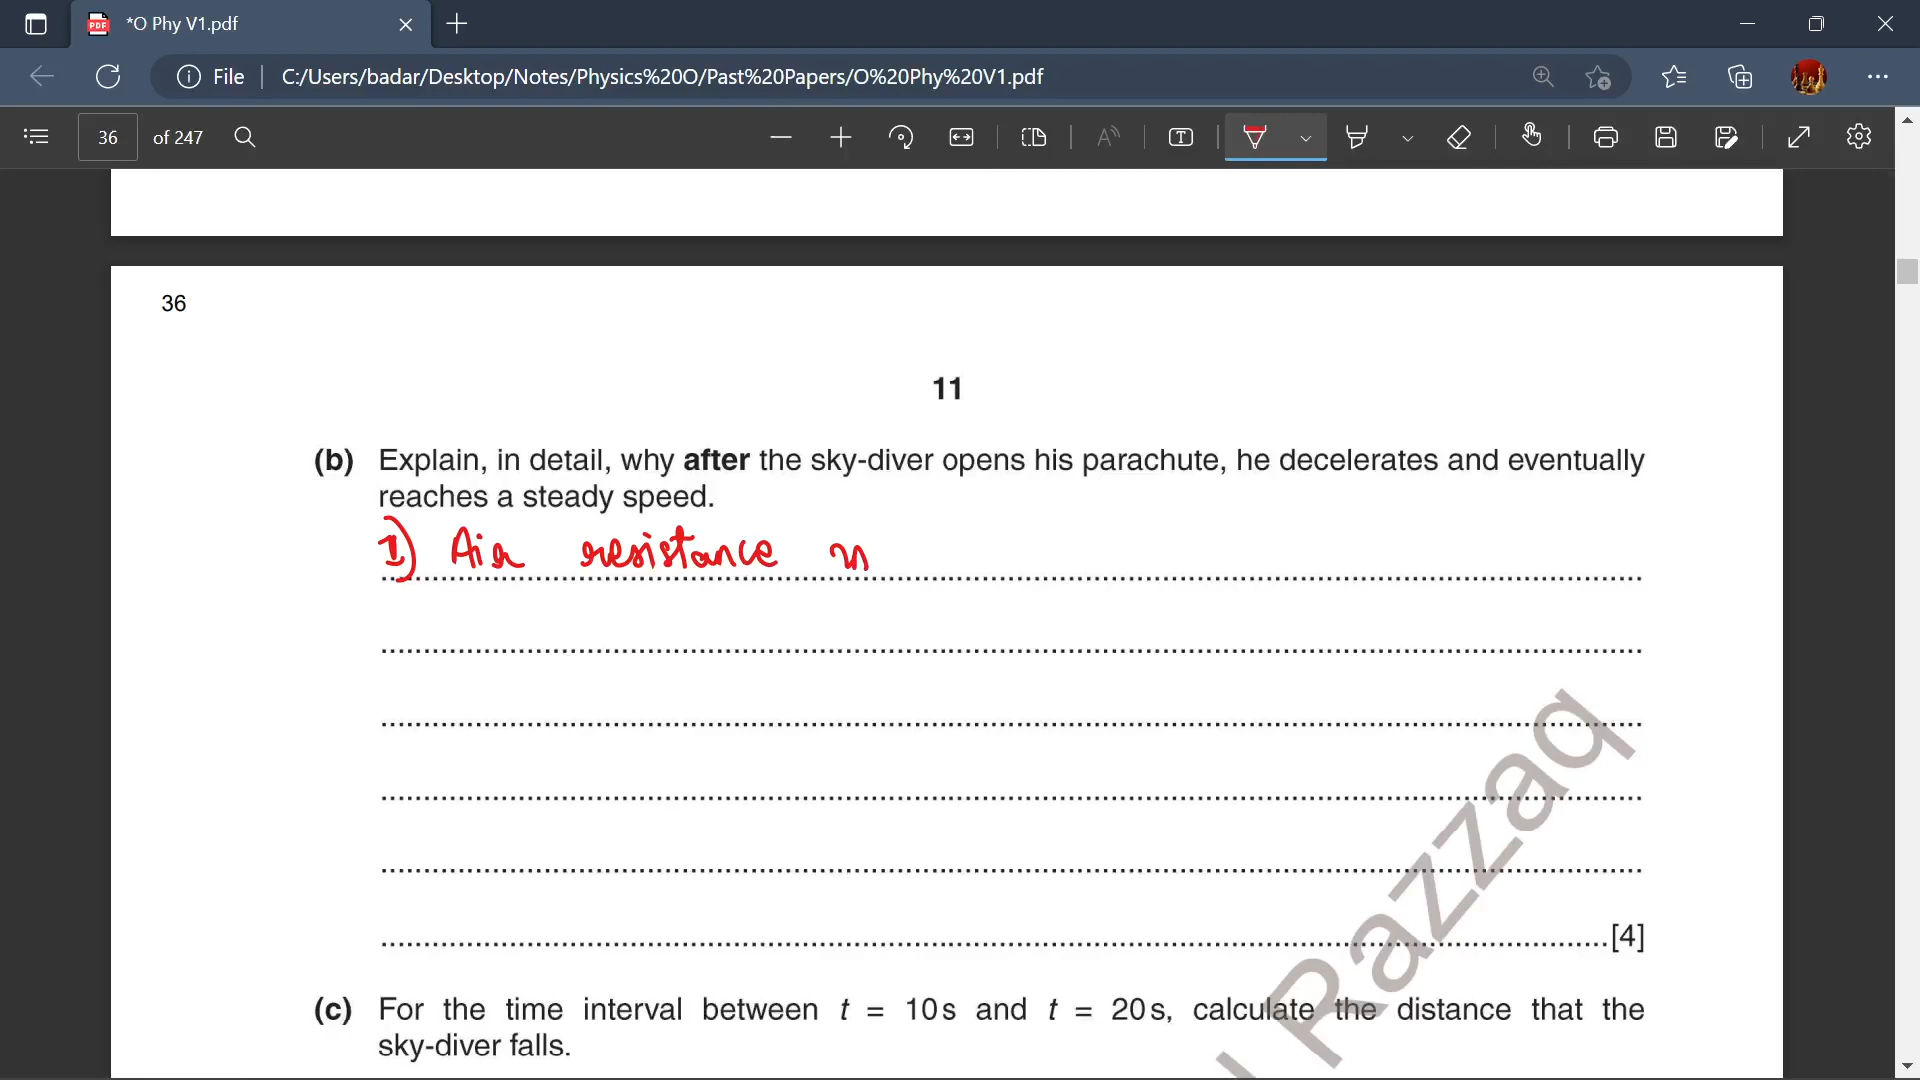 *O Phy V1.pdf
File C:/Users/badar/Desktop/Notes/Physics%20O/Past%20Papers/O%20Phy%20V1.pdf
36 of 247
36
11
(b) Explain, in detail, why after the sky-diver opens his parachute, he decelerates and eventually
reaches a steady speed.
1) Air resistance
[4]
(c) For the time interval between t = 10 s and t = 20 s, calculate the distance that the
sky-diver falls.
Razzaq